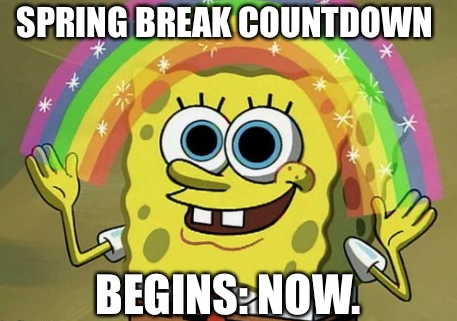 SPRING BREAK COUNTDOWN
BEGINS: NOW.